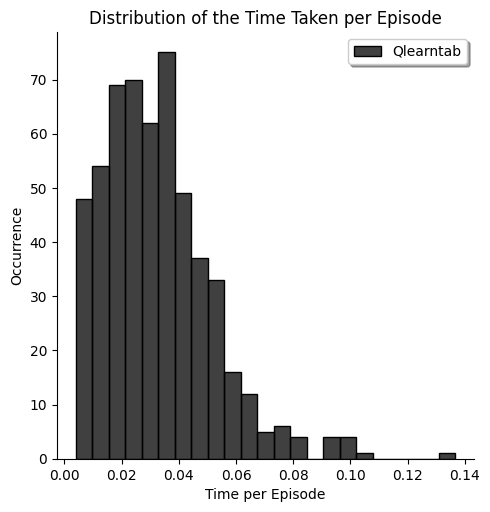 Distribution of the Time Taken per Episode
Qlearntab
Occurrence
70
60
50
40
30
20
10
0
0.00 0.02 0.04 0.06 0.08 0.10 0.12 0.14
Time per Episode